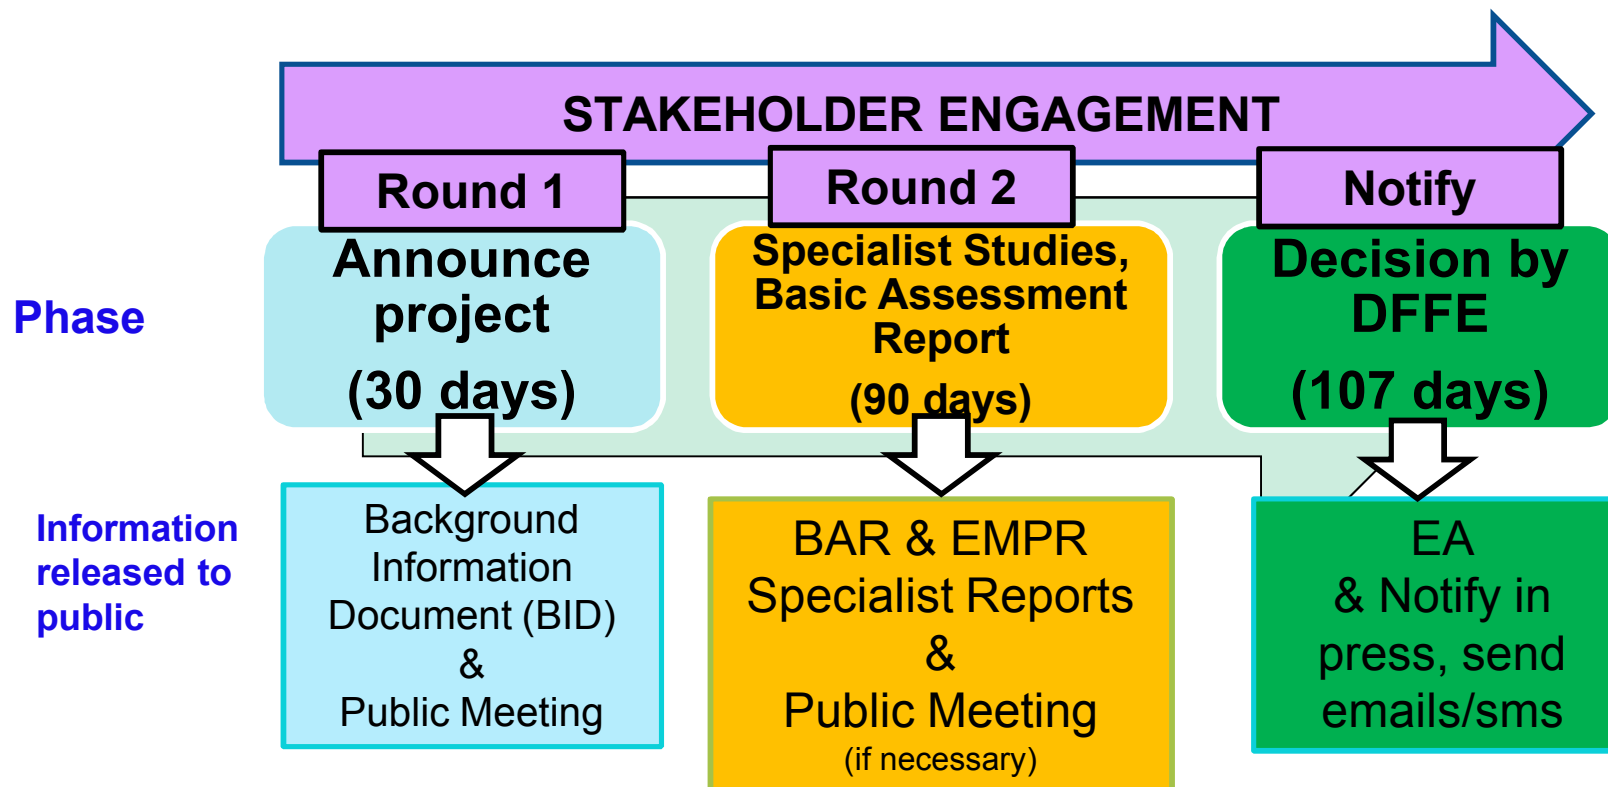 STAKEHOLDER ENGAGEMENT
Round 1
Round 2
Notify
Phase
Announce
project
(30 days)
Specialist Studies,
Basic Assessment
Report
(90 days)
Decision by
DFFE
(107 days)
Information
released to
public
Background
Information
Document (BID)
&
Public Meeting
BAR & EMPR
Specialist Reports
&
Public Meeting
(if necessary)
EA
& Notify in
press, send
emails/sms